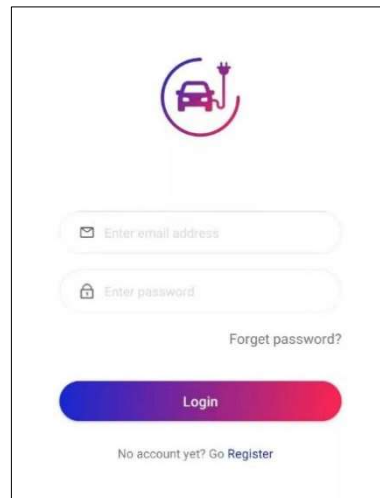 Enter email address
Enter password
Forget password?
Login
No account yet? Go Register